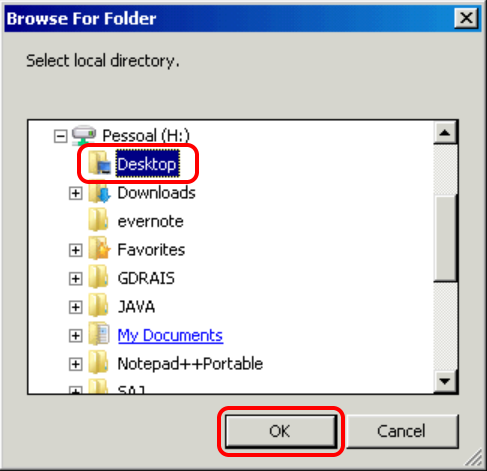 Browse For Folder
Select local directory.
Pessoal (H:)
Desktop
Downloads
evernote
Favorites
GDRAIS
JAVA
My Documents
Notepad++Portable
SAJ
OK
Cancel